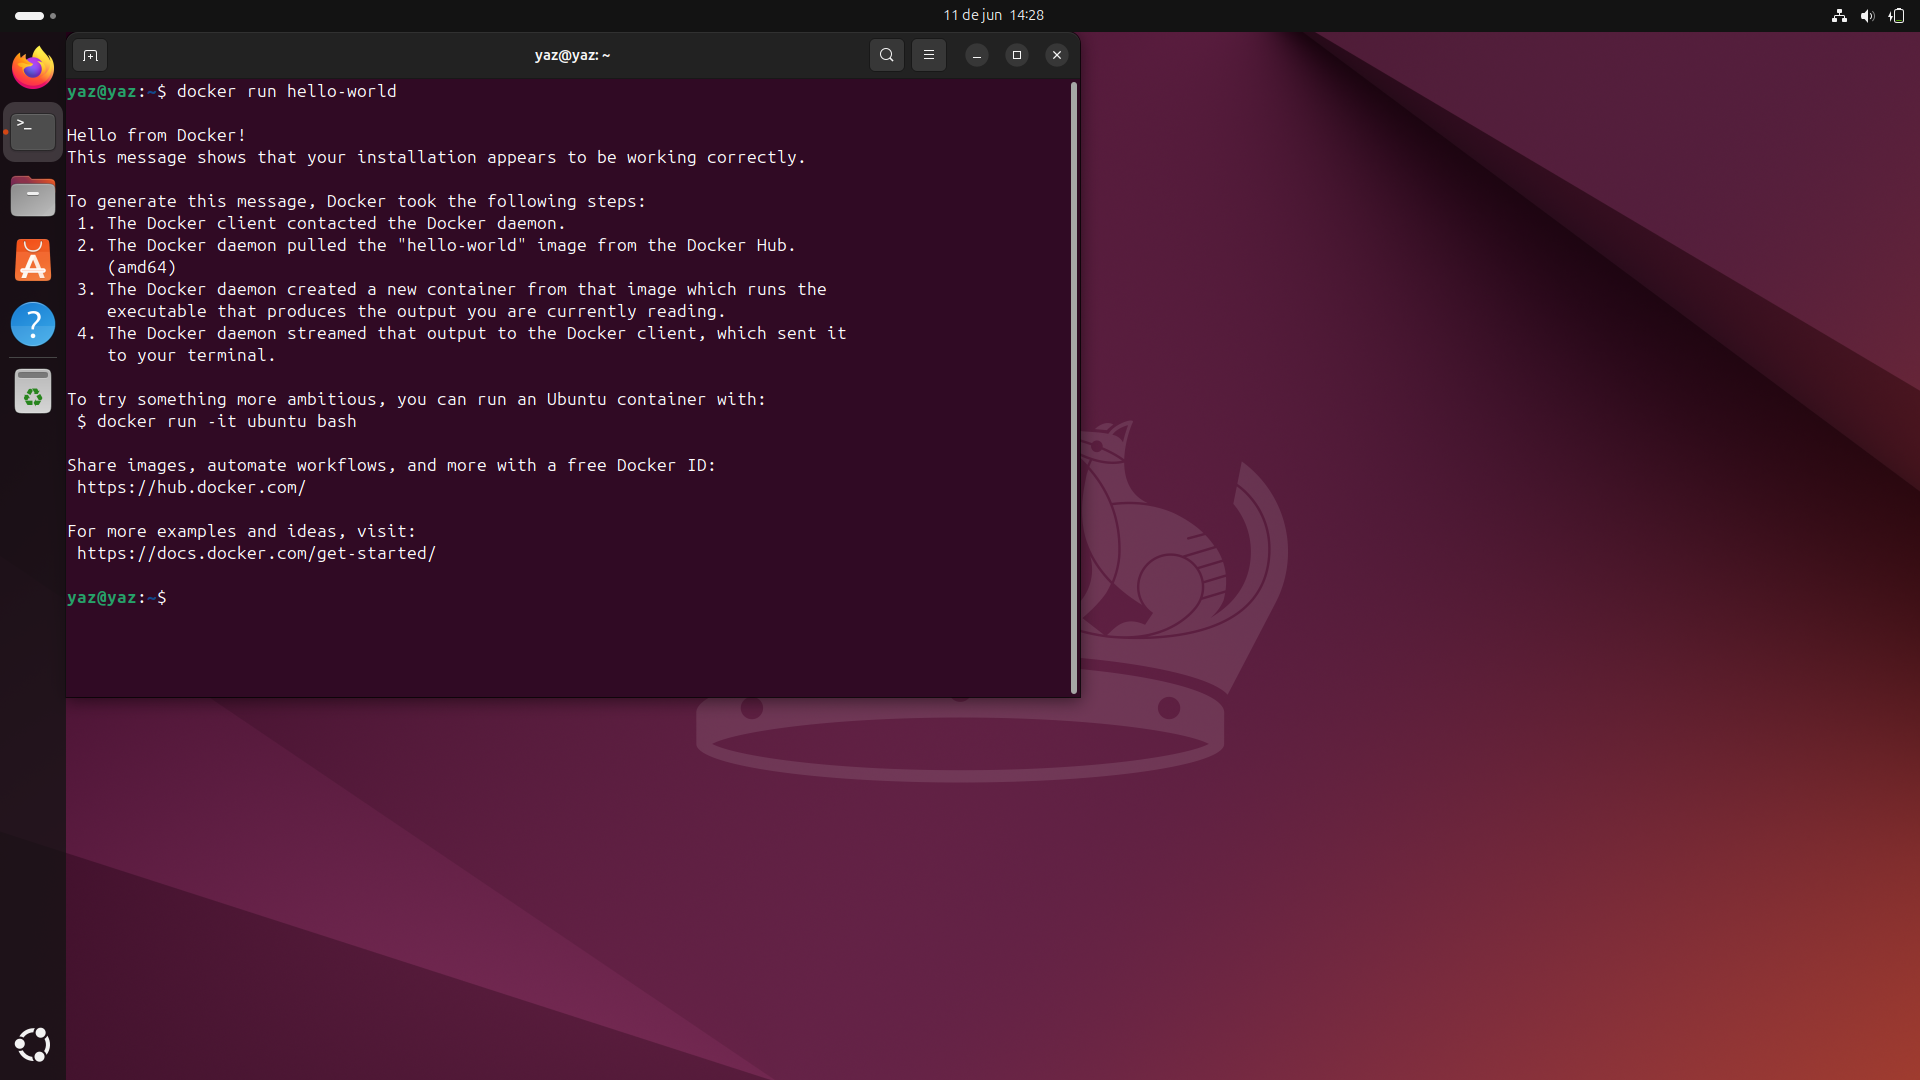 11 de jun 14:28
yaz@yaz: ~
yaz@yaz:~$ docker run hello-world
Hello from Docker!
This message shows that your installation appears to be working correctly.
To generate this message, Docker took the following steps:
1. The Docker client contacted the Docker daemon.
2. The Docker daemon pulled the "hello-world" image from the Docker Hub.
(amd64)
3. The Docker daemon created a new container from that image which runs the
executable that produces the output you are currently reading.
4. The Docker daemon streamed that output to the Docker client, which sent it
to your terminal.
To try something more ambitious, you can run an Ubuntu container with:
$ docker run -it ubuntu bash
Share images, automate workflows, and more with a free Docker ID:
https://hub.docker.com/
For more examples and ideas, visit:
https://docs.docker.com/get-started/
yaz@yaz:~$